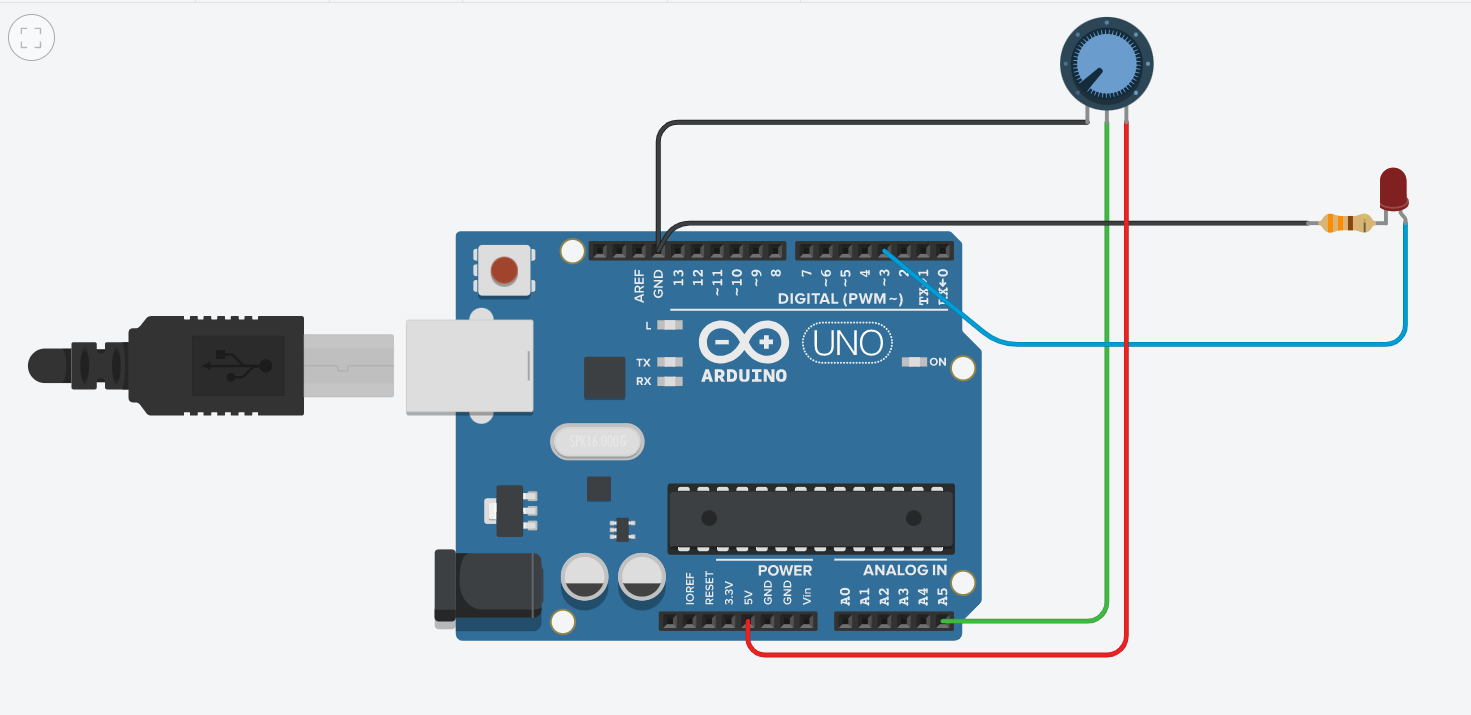 AREF
GND
13
12
~11
~10
~9
8
7
~6
~5
4
~3
2
TX→1
RX←0
DIGITAL (PWM~)
L
TX
RX
UNO
ARDUINO
ON
SPK16.000G
POWER
ANALOG IN
IOREF
RESET
3.3V
5V
GND
GND
Vin
A0
A1
A2
A3
A4
A5